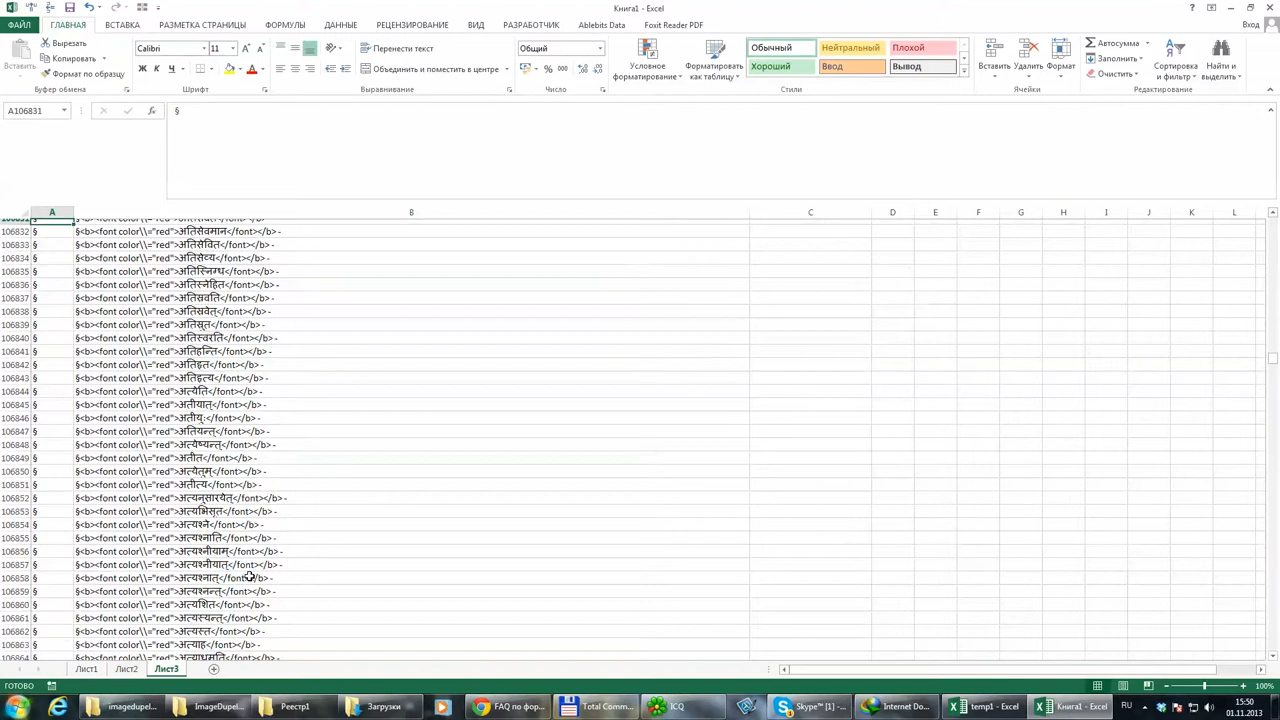 Книга1 - Excel
ФАЙЛ ГЛАВНАЯ ВСТАВКА РАЗМЕТКА СТРАНИЦЫ ФОРМУЛЫ ДАННЫЕ РЕЦЕНЗИРОВАНИЕ ВИД РАЗРАБОТЧИК Ablebits Data Foxit Reader PDF Вход
Вставить
Вырезать
Копировать
Формат по образцу
Буфер обмена
Calibri 11
Ж К Ч
Шрифт
Перенести текст
Объединить и поместить в центре
Выравнивание
Общий
Число
Условное форматирование
Форматировать как таблицу
Обычный Нейтральный Плохой
Хороший Ввод Вывод
Стили
Вставить Удалить Формат
Ячейки
Автосумма
Заполнить
Очистить
Сортировка и фильтр
Найти и выделить
Редактирование
A106831 §
A B C D E F G H I J K L
106832 § §<b><font color\\="red">अतिसेवमान</font></b> -
106833 § §<b><font color\\="red">अतिसेवित</font></b> -
106834 § §<b><font color\\="red">अतिसेव्य</font></b> -
106835 § §<b><font color\\="red">अतिस्निग्ध</font></b> -
106836 § §<b><font color\\="red">अतिस्नेहित</font></b> -
106837 § §<b><font color\\="red">अतिस्रवति</font></b> -
106838 § §<b><font color\\="red">अतिस्रवेत्</font></b> -
106839 § §<b><font color\\="red">अतिस्रुत</font></b> -
106840 § §<b><font color\\="red">अतिस्वरति</font></b> -
106841 § §<b><font color\\="red">अतिहन्ति</font></b> -
106842 § §<b><font color\\="red">अतिहत</font></b> -
106843 § §<b><font color\\="red">अतिहृत्य</font></b> -
106844 § §<b><font color\\="red">अत्येति</font></b> -
106845 § §<b><font color\\="red">अतीयात्</font></b> -
106846 § §<b><font color\\="red">अतीयुः</font></b> -
106847 § §<b><font color\\="red">अतियन्त्</font></b> -
106848 § §<b><font color\\="red">अत्येष्यन्त्</font></b> -
106849 § §<b><font color\\="red">अतीत</font></b> -
106850 § §<b><font color\\="red">अत्येतुम्</font></b> -
106851 § §<b><font color\\="red">अतीत्य</font></b> -
106852 § §<b><font color\\="red">अत्यनुसारयेत्</font></b> -
106853 § §<b><font color\\="red">अत्यभिसृत</font></b> -
106854 § §<b><font color\\="red">अत्यश्ने</font></b> -
106855 § §<b><font color\\="red">अत्यश्नाति</font></b> -
106856 § §<b><font color\\="red">अत्यश्नीयाम्</font></b> -
106857 § §<b><font color\\="red">अत्यश्नीयात्</font></b> -
106858 § §<b><font color\\="red">अत्यश्नात्</font></b> -
106859 § §<b><font color\\="red">अत्यश्नन्त्</font></b> -
106860 § §<b><font color\\="red">अत्यशित</font></b> -
106861 § §<b><font color\\="red">अत्यस्यन्त्</font></b> -
106862 § §<b><font color\\="red">अत्यस्त</font></b> -
106863 § §<b><font color\\="red">अत्याह</font></b> -
106864 § §<b><font color\\="red">अत्याधमति</font></b> -
Лист1 Лист2 Лист3
ГОТОВО 100%
imagedupel... ImageDupel... Реестр1 Загрузки FAQ по фор... Total Comm... ICQ Skype™ [1] -... Internet Do... temp1 - Excel Книга1 - Excel RU 15:50
01.11.2013